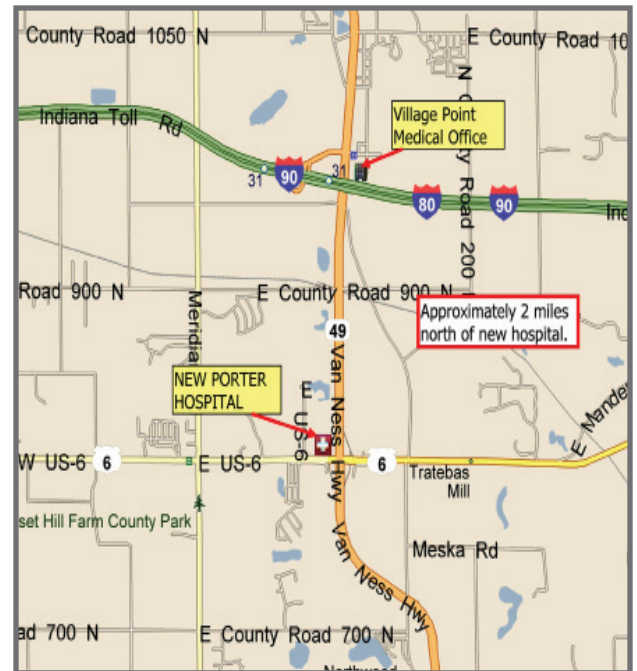 County Road 1050 N
E County Road 10
Village Point
Medical Office
Indiana Toll Rd
N County Road 200
31
31
90
80
90
Ind
Road 900 N
E County Road 900 N
Approximately 2 miles
north of new hospital.
Meridian
49
Van Ness Hwy
NEW PORTER
HOSPITAL
E US-6
W US-6
6
E US-6
6
Tratebas
Mill
E Mander
set Hill Farm County Park
Meska Rd
Van Ness Hwy
ad 700 N
E County Road 700 N
Northwood